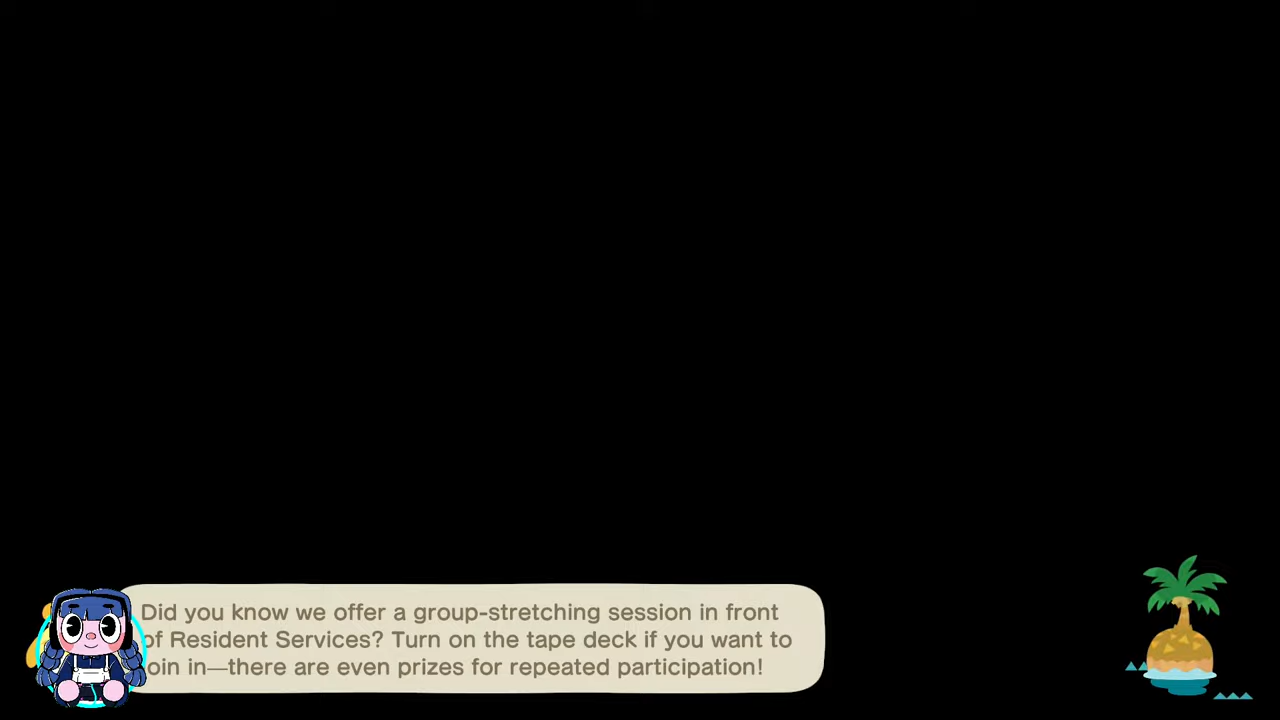 Did you know we offer a group-stretching session in front
of Resident Services? Turn on the tape deck if you want to
oin in—there are even prizes for repeated participation!